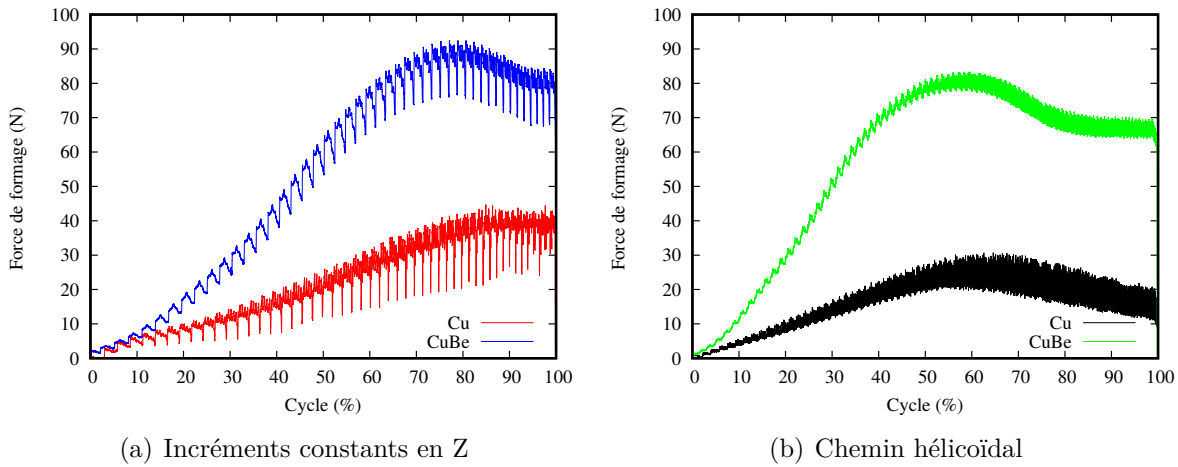 100
90
80
70
60
50
40
30
20
10
0
Force de formage (N)
Cu
CuBe
0 10 20 30 40 50 60 70 80 90 100
Cycle (%)
(a) Incréments constants en Z
100
90
80
70
60
50
40
30
20
10
0
Force de formage (N)
Cu
CuBe
0 10 20 30 40 50 60 70 80 90 100
Cycle (%)
(b) Chemin hélicoïdal